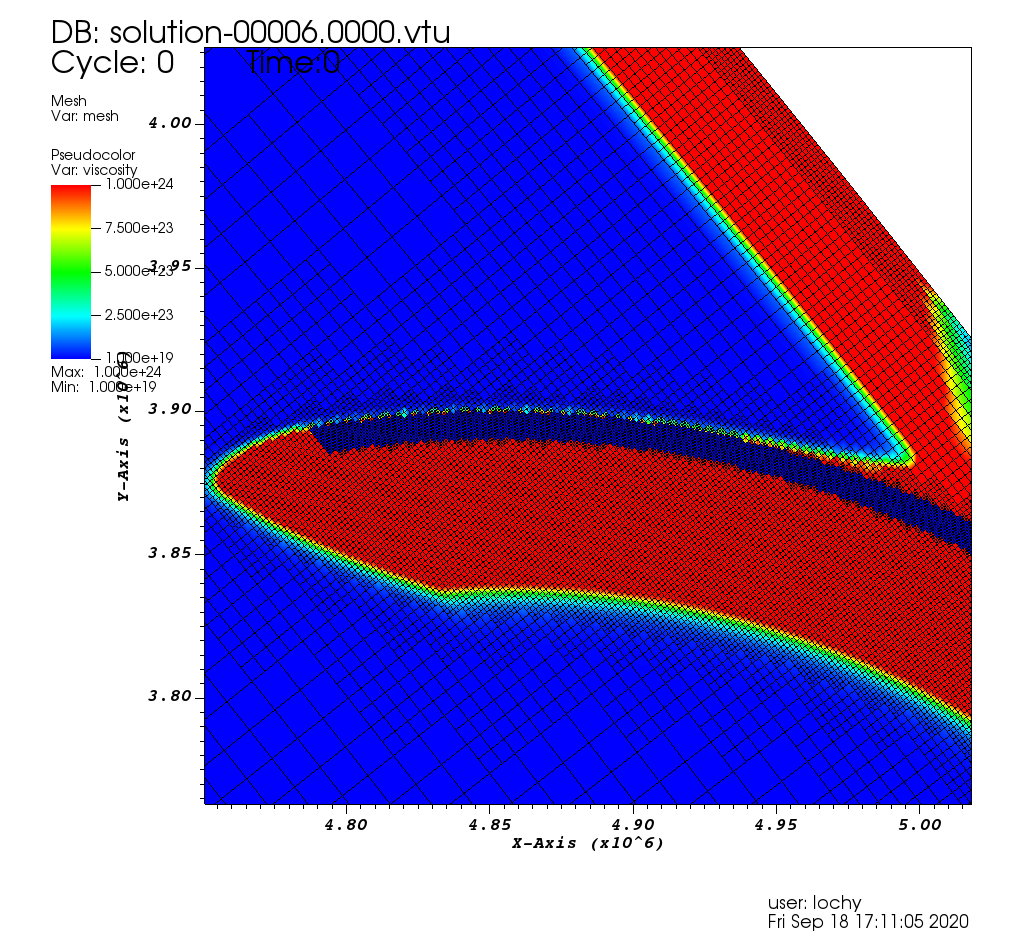 DB: solution-00006.0000.vtu
Cycle: 0 Time:0
Mesh
Var: mesh
Pseudocolor
Var: viscosity
1.000e+24
7.500e+23
5.000e+23
2.500e+23
1.000e+19
Max: 1.000e+24
Min: 1.000e+19
4.00
3.95
3.90
3.85
3.80
Y-Axis (x10^6)
4.80 4.85 4.90 4.95 5.00
X-Axis (x10^6)
user: lochy
Fri Sep 18 17:11:05 2020